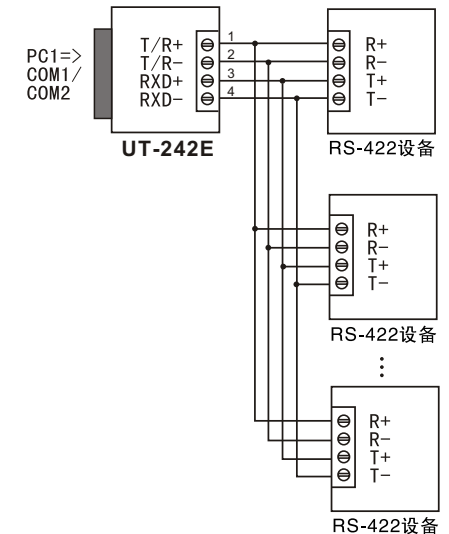 PC1=>
COM1/
COM2
T/R+
T/R-
RXD+
RXD-
1
2
3
4
UT-242E
R+
R-
T+
T-
RS-422设备
R+
R-
T+
T-
RS-422设备
R+
R-
T+
T-
RS-422设备